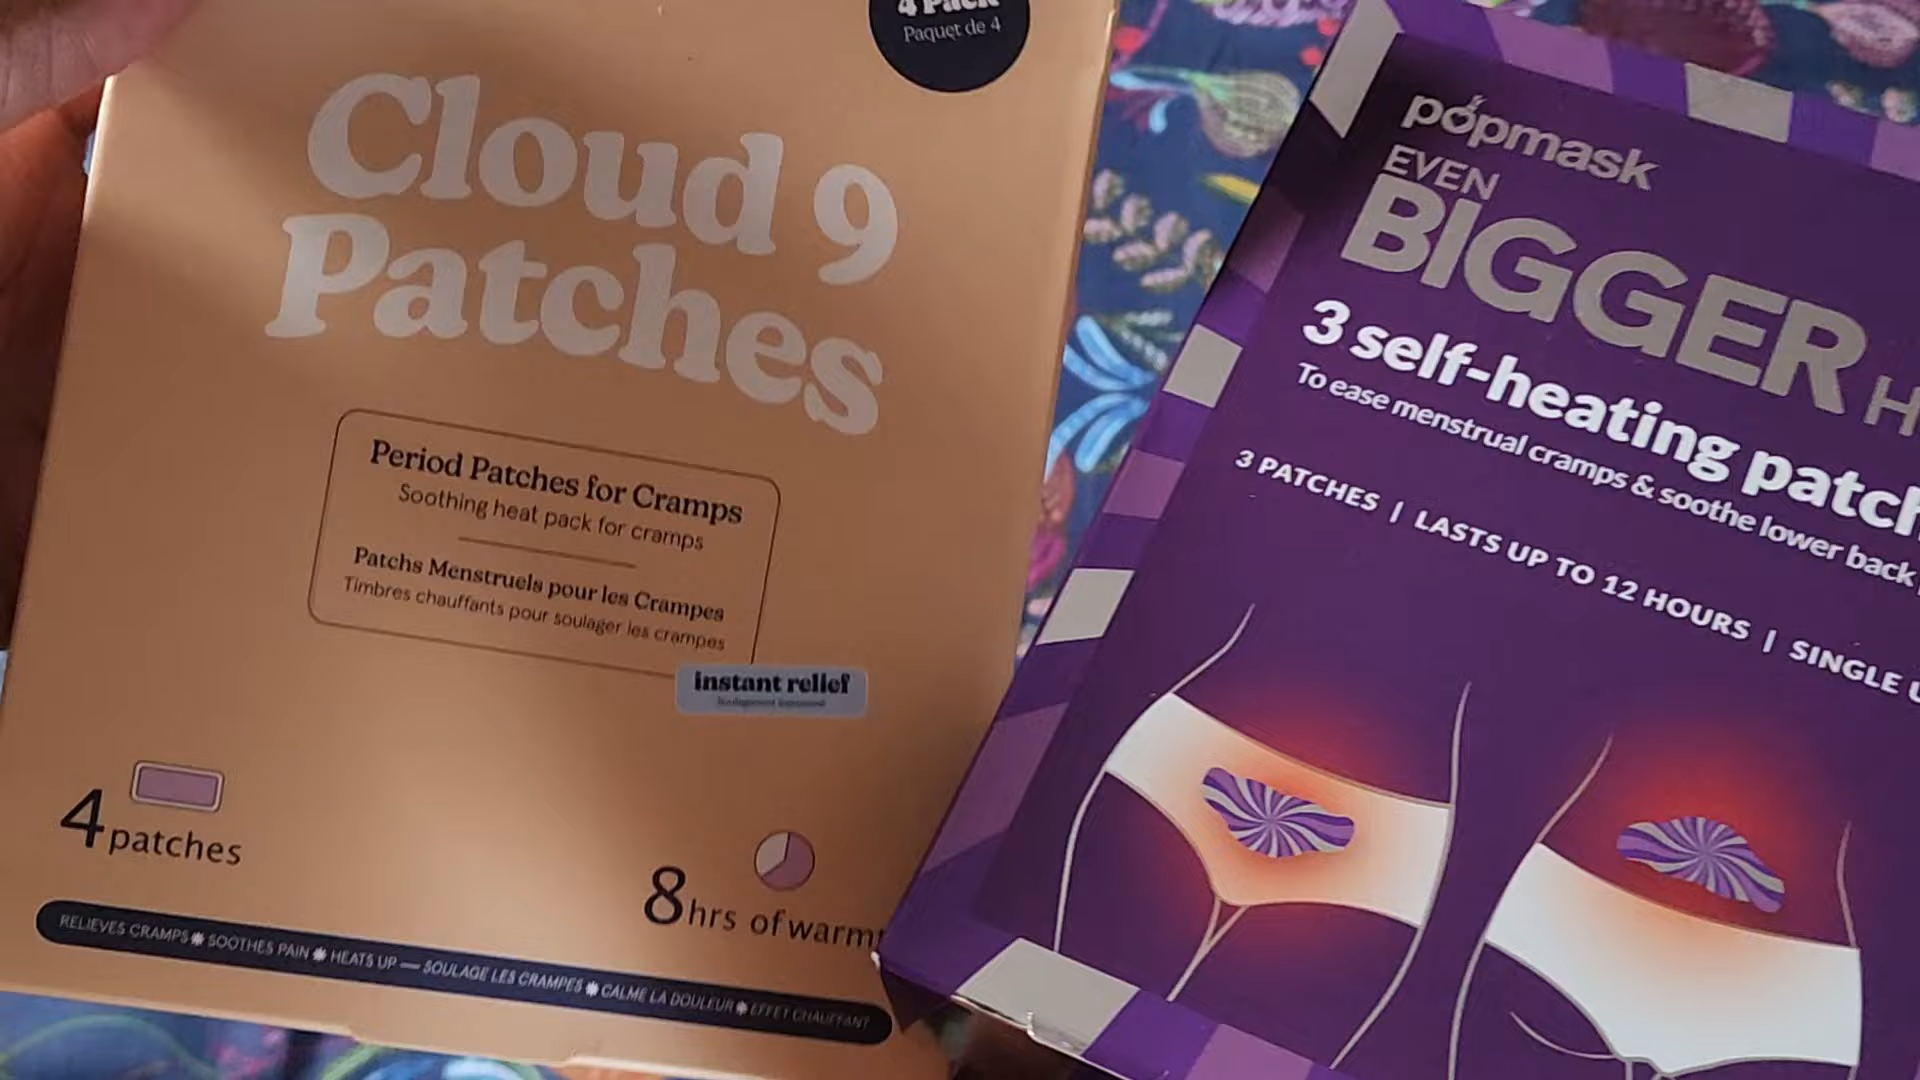 4 Pack
Paquet de 4
Cloud 9
Patches
Period Patches for Cramps
Soothing heat pack for cramps
Patchs Menstruels pour les Crampes
Timbres chauffants pour soulager les crampes
instant relief
4 patches
8 hrs of warmt
RELIEVES CRAMPS ✹ SOOTHES PAIN ✹ HEATS UP — SOULAGE LES CRAMPES ✹ CALME LA DOULEUR ✹ EFFET CHAUFFANT
popmask
EVEN
BIGGER H
3 self-heating patch
To ease menstrual cramps & soothe lower back
3 PATCHES | LASTS UP TO 12 HOURS | SINGLE U